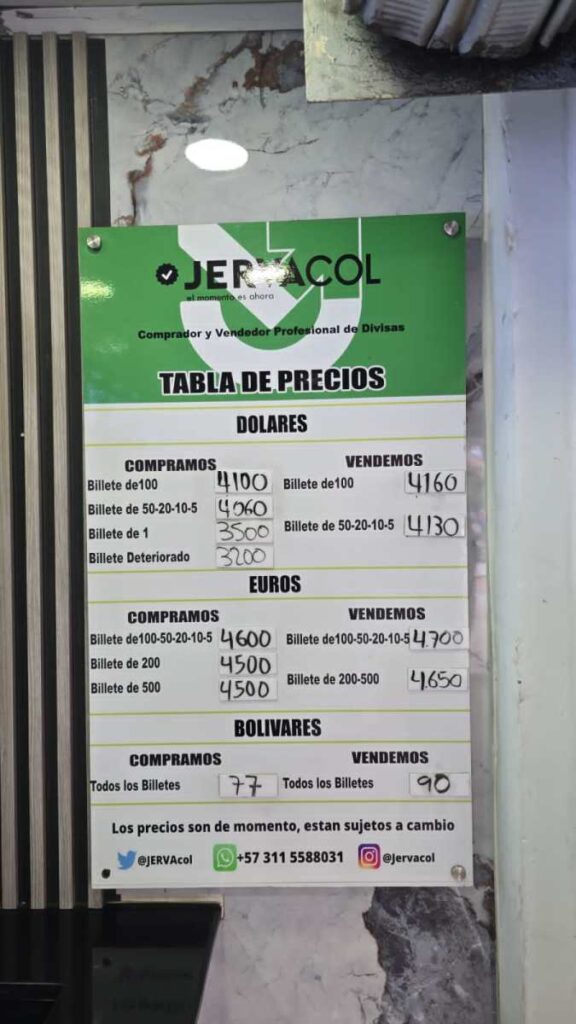 JERVACOL
el momento es ahora
Comprador y Vendedor Profesional de Divisas
TABLA DE PRECIOS
DOLARES
COMPRAMOS VENDEMOS
Billete de100 4100 Billete de100 4160
Billete de 50-20-10-5 4060
Billete de 1 3500 Billete de 50-20-10-5 4130
Billete Deteriorado 3200
EUROS
COMPRAMOS VENDEMOS
Billete de100-50-20-10-5 4600 Billete de100-50-20-10-5 4.700
Billete de 200 4500
Billete de 500 4500 Billete de 200-500 4.650
BOLIVARES
COMPRAMOS VENDEMOS
Todos los Billetes 77 Todos los Billetes 90
Los precios son de momento, estan sujetos a cambio
@JERVAcol +57 311 5588031 @Jervacol